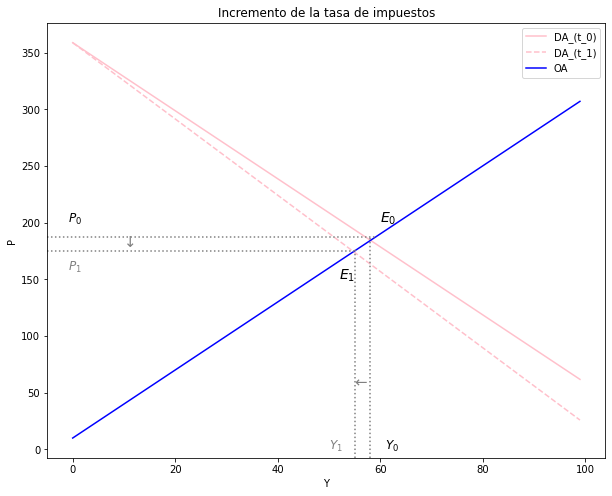 Incremento de la tasa de impuestos
DA_(t_0)
DA_(t_1)
OA
350
300
250
200
150
100
50
0
P
P0
↓
P1
E0
E1
←
Y1
Y0
0
20
40
60
80
100
Y